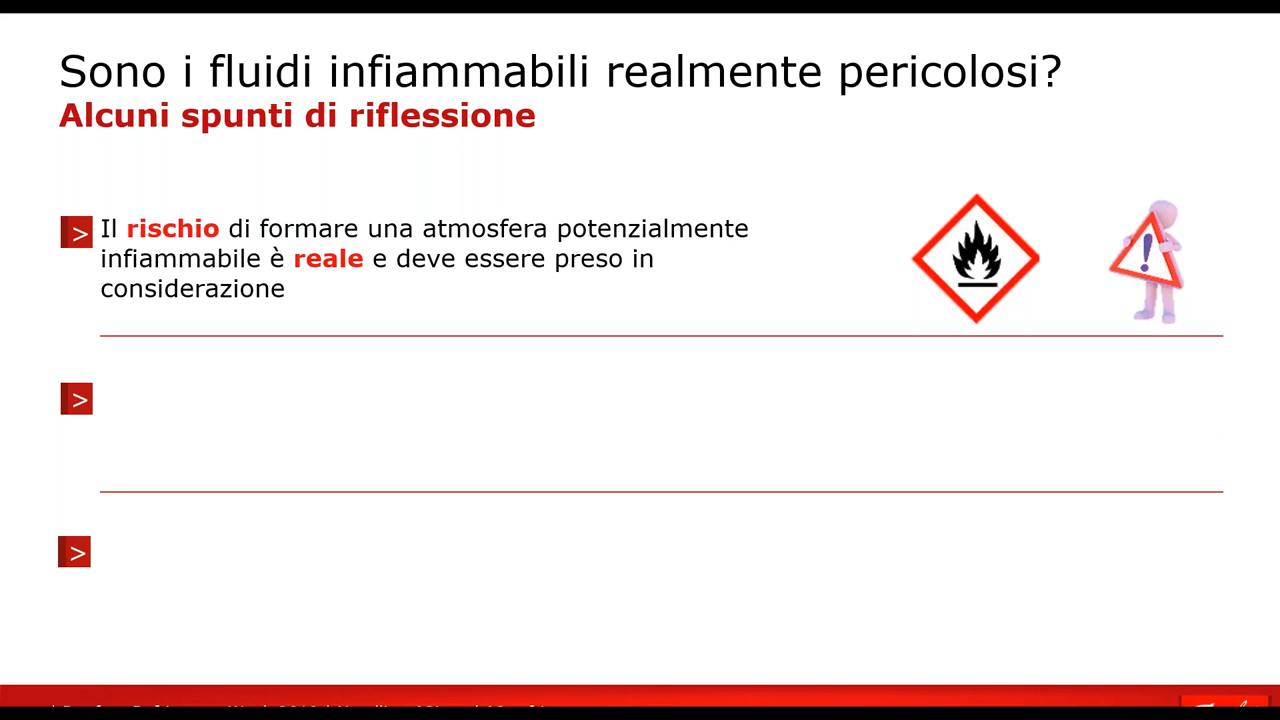 Sono i fluidi infiammabili realmente pericolosi?
Alcuni spunti di riflessione
> Il rischio di formare una atmosfera potenzialmente
infiammabile è reale e deve essere preso in
considerazione
>
>